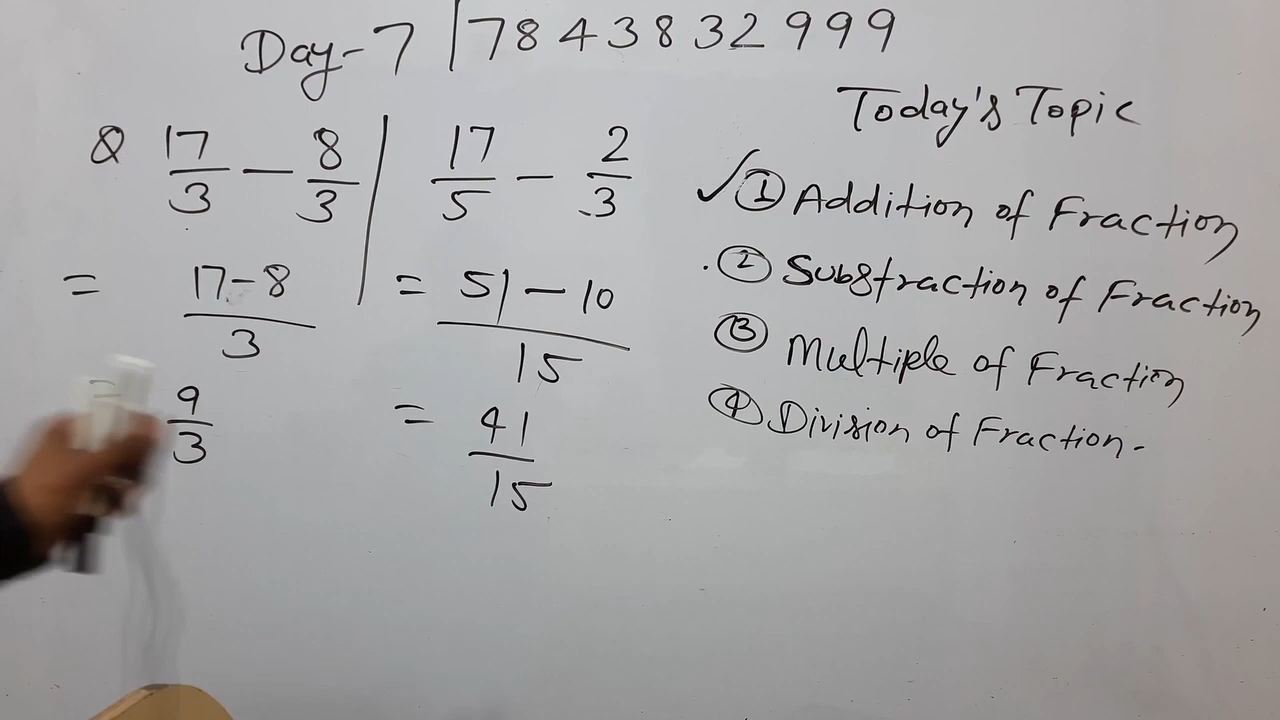 Day-7 | 7843832999
Q 17/3 - 8/3 | 17/5 - 2/3
= 17-8/3 = 51-10/15
= 9/3 = 41/15
Today's Topic
✓① Addition of Fraction
② Subgtraction of Fraction
③ Multiple of Fraction
④ Division of Fraction-